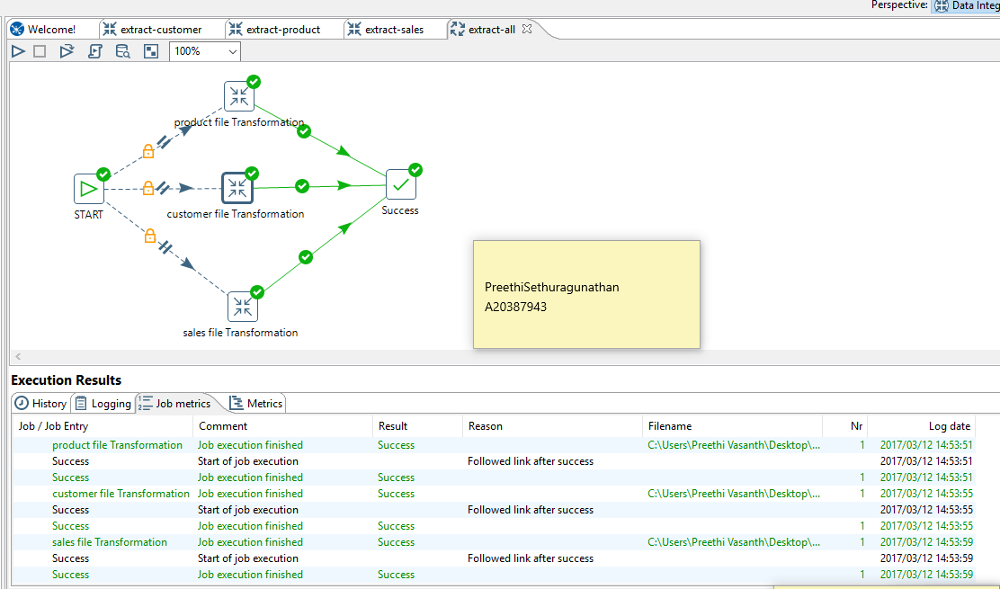 Perspective: Data Integ
Welcome! extract-customer extract-product extract-sales extract-all
100%
product file Transformation
START
customer file Transformation
Success
sales file Transformation
PreethiSethuragunathan
A20387943
Execution Results
History Logging Job metrics Metrics
Job / Job Entry Comment Result Reason Filename Nr Log date
product file Transformation Job execution finished Success C:\Users\Preethi Vasanth\Desktop\... 1 2017/03/12 14:53:51
Success Start of job execution Followed link after success 2017/03/12 14:53:51
Success Job execution finished Success 1 2017/03/12 14:53:51
customer file Transformation Job execution finished Success C:\Users\Preethi Vasanth\Desktop\... 1 2017/03/12 14:53:55
Success Start of job execution Followed link after success 2017/03/12 14:53:55
Success Job execution finished Success 1 2017/03/12 14:53:55
sales file Transformation Job execution finished Success C:\Users\Preethi Vasanth\Desktop\... 1 2017/03/12 14:53:59
Success Start of job execution Followed link after success 2017/03/12 14:53:59
Success Job execution finished Success 1 2017/03/12 14:53:59